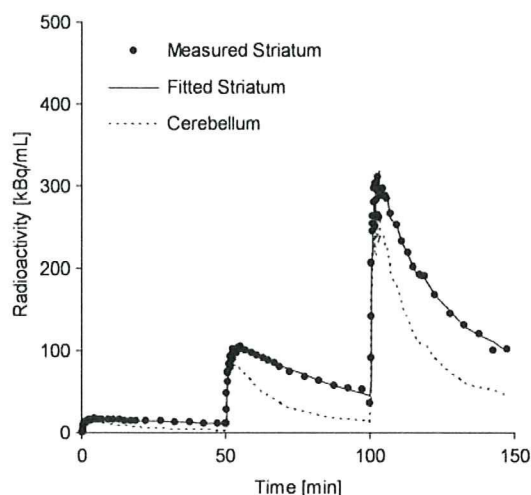 500
400
300
200
100
0
Radioactivity [kBq/mL]
Measured Striatum
Fitted Striatum
Cerebellum
0 50 100 150
Time [min]